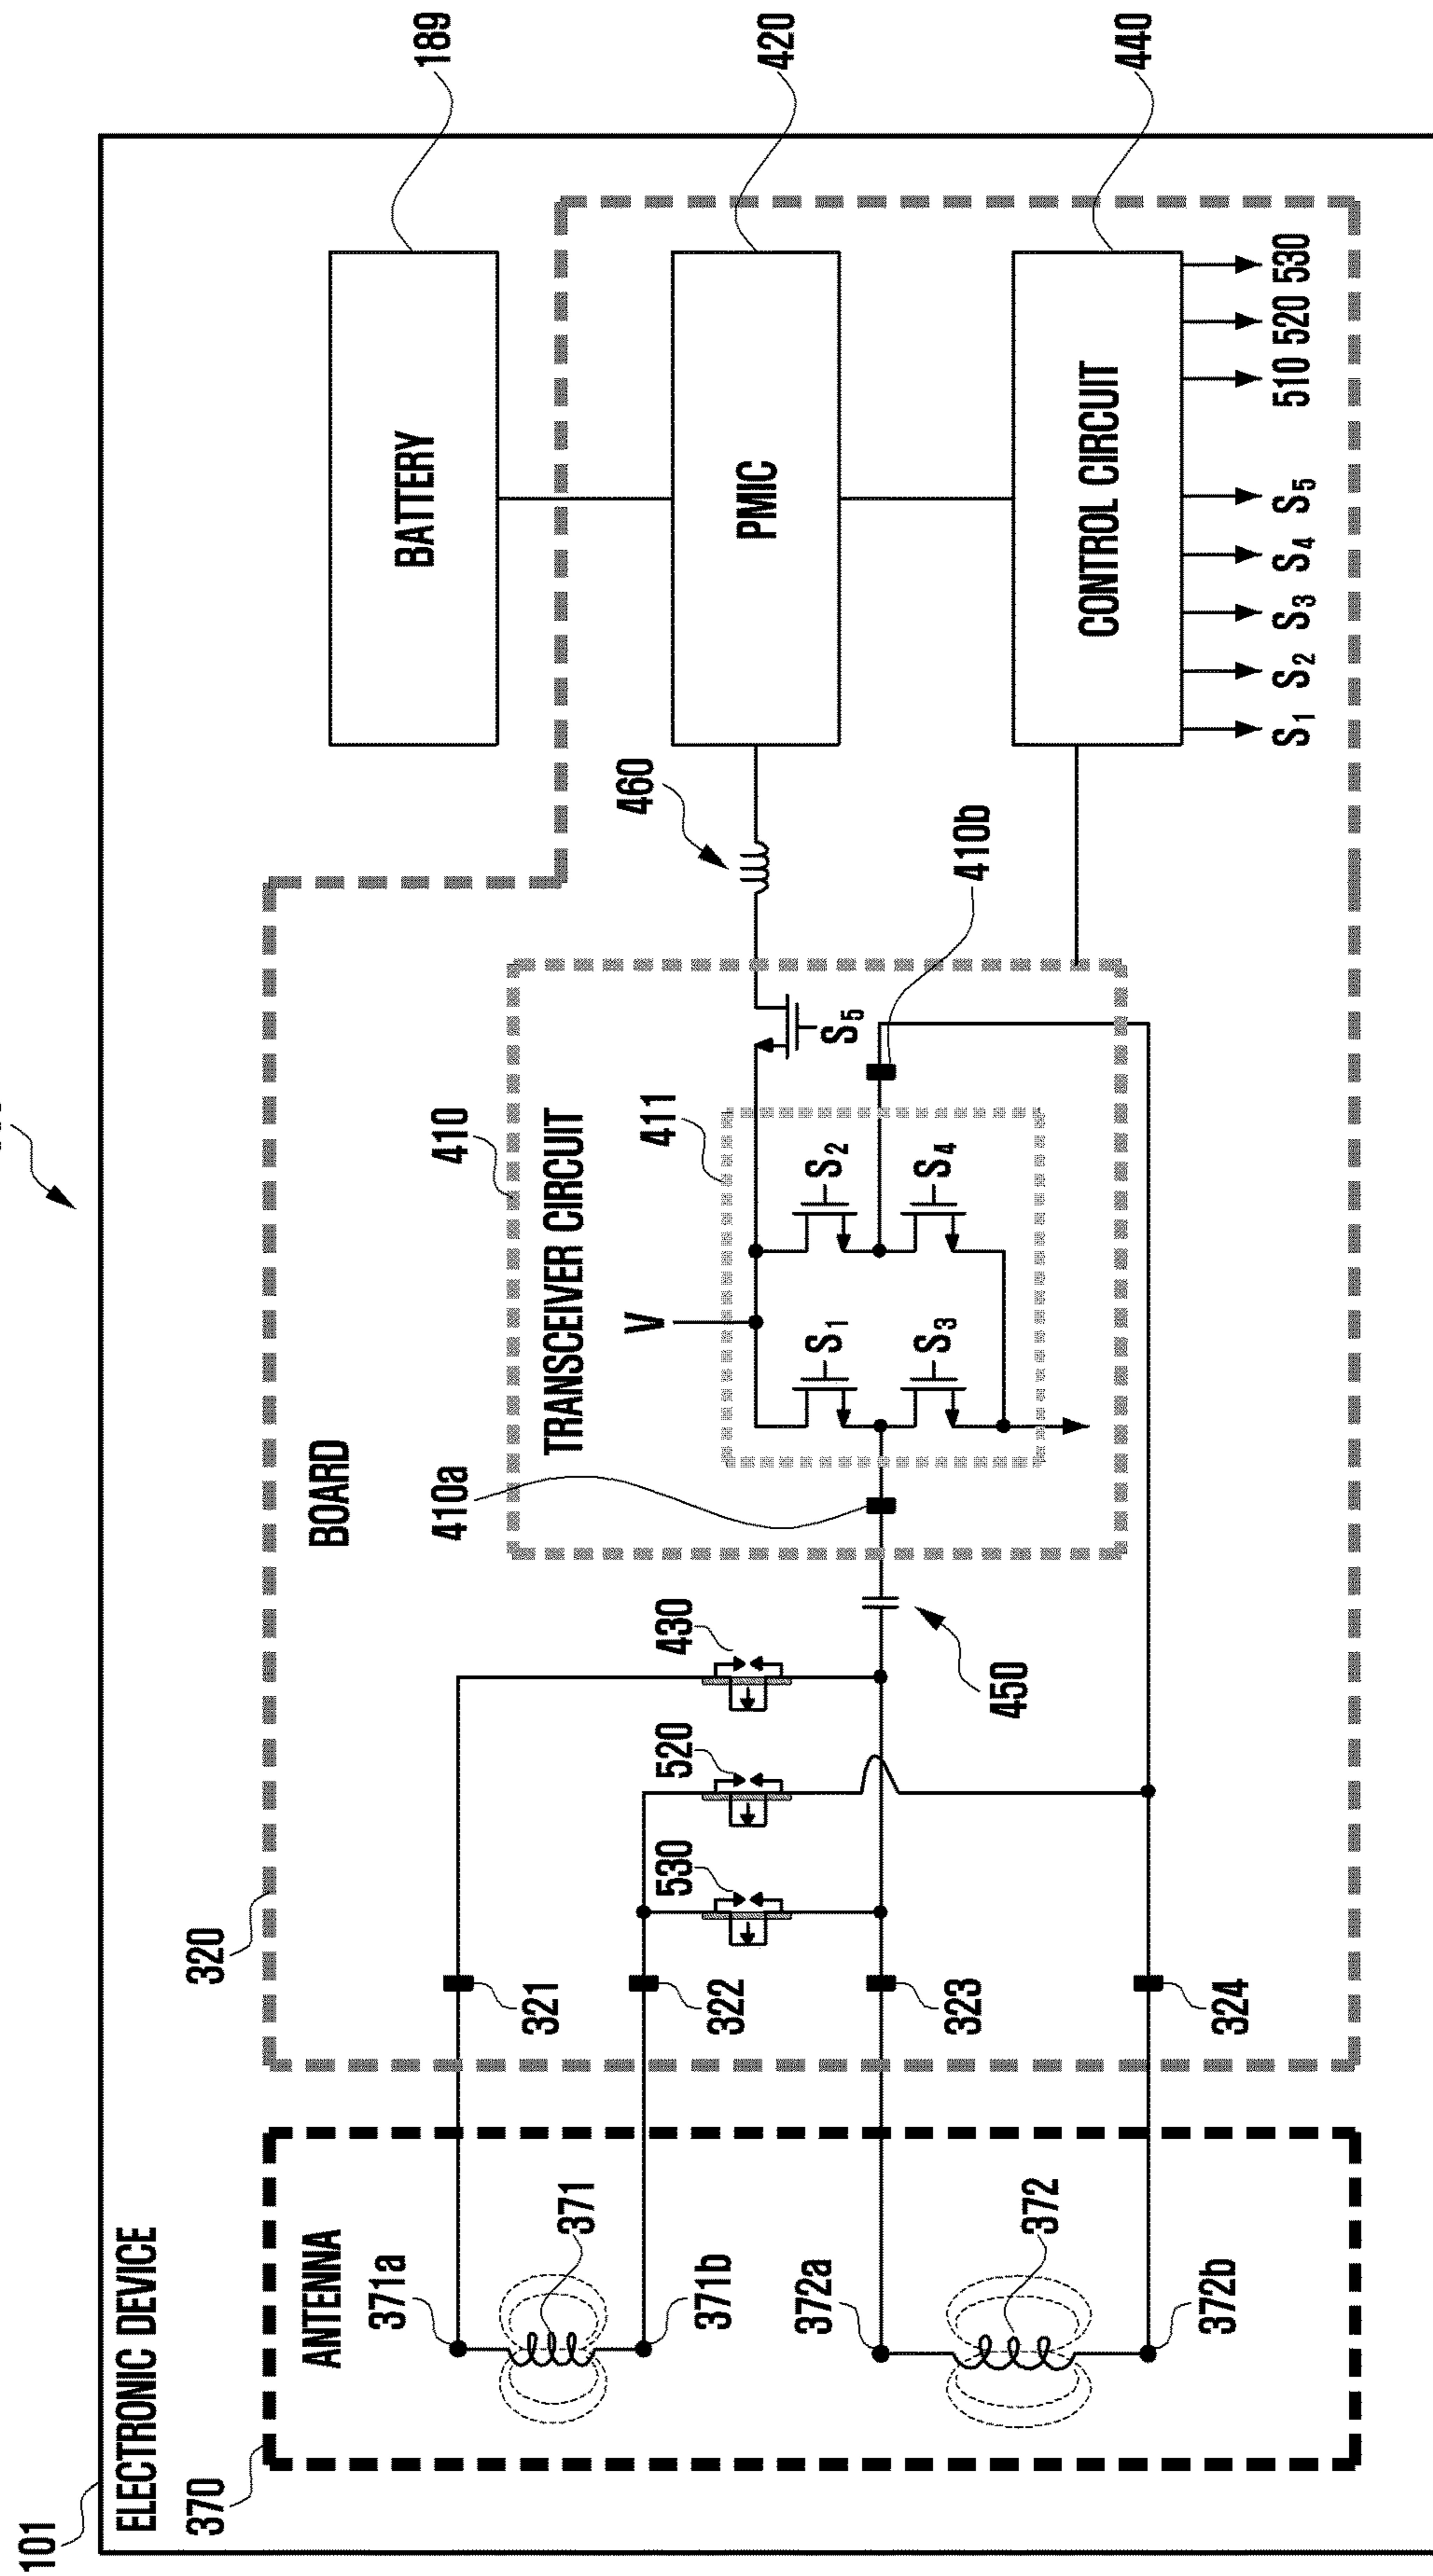 101
ELECTRONIC DEVICE
370
320
ANTENNA
BOARD
371a
BATTERY
189
410a
410
321
TRANSCEIVER CIRCUIT
371
460
V
411
530
520
430
371b
322
PMIC
420
372a
S1
S2
S5
323
S3
S4
410b
450
372
CONTROL CIRCUIT
440
372b
324
S1 S2 S3 S4 S5 510 520 530